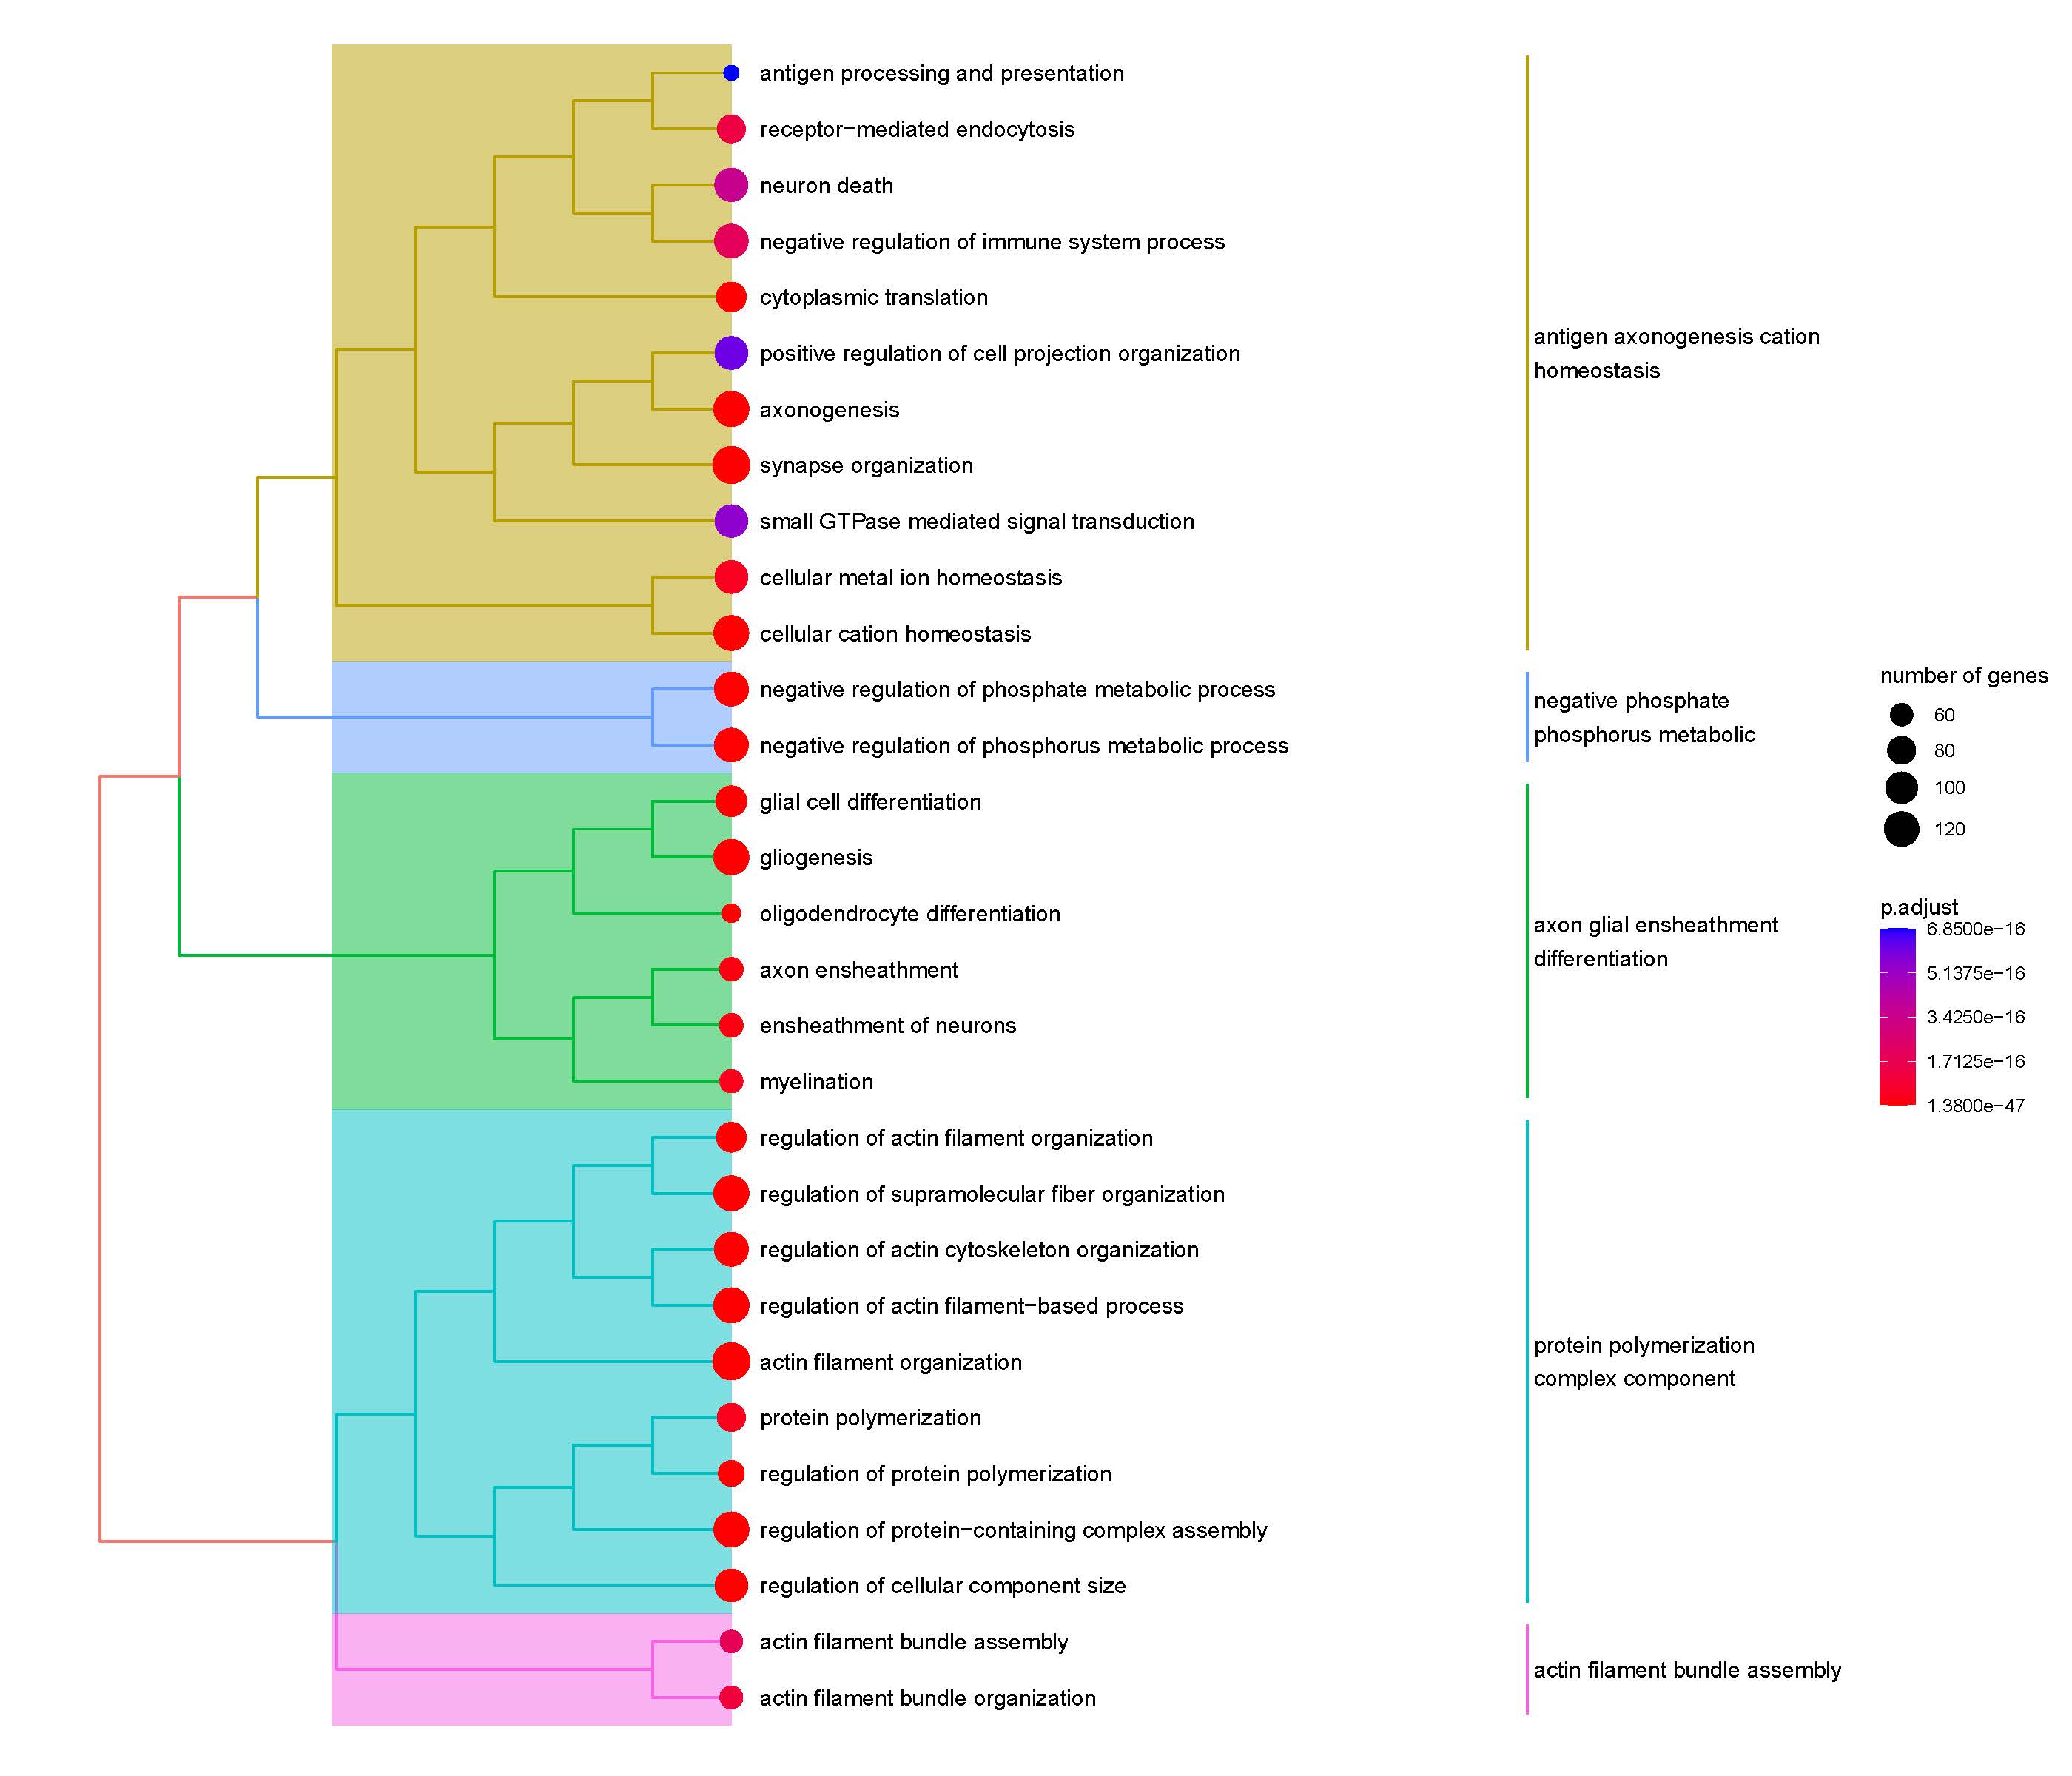 antigen processing and presentation
receptor−mediated endocytosis
neuron death
negative regulation of immune system process
cytoplasmic translation
positive regulation of cell projection organization
axonogenesis
synapse organization
small GTPase mediated signal transduction
cellular metal ion homeostasis
cellular cation homeostasis
negative regulation of phosphate metabolic process
negative regulation of phosphorus metabolic process
glial cell differentiation
gliogenesis
oligodendrocyte differentiation
axon ensheathment
ensheathment of neurons
myelination
regulation of actin filament organization
regulation of supramolecular fiber organization
regulation of actin cytoskeleton organization
regulation of actin filament−based process
actin filament organization
protein polymerization
regulation of protein polymerization
regulation of protein−containing complex assembly
regulation of cellular component size
actin filament bundle assembly
actin filament bundle organization
antigen axonogenesis cation
homeostasis
negative phosphate
phosphorus metabolic
axon glial ensheathment
differentiation
protein polymerization
complex component
actin filament bundle assembly
number of genes
60
80
100
120
p.adjust
6.8500e−16
5.1375e−16
3.4250e−16
1.7125e−16
1.3800e−47